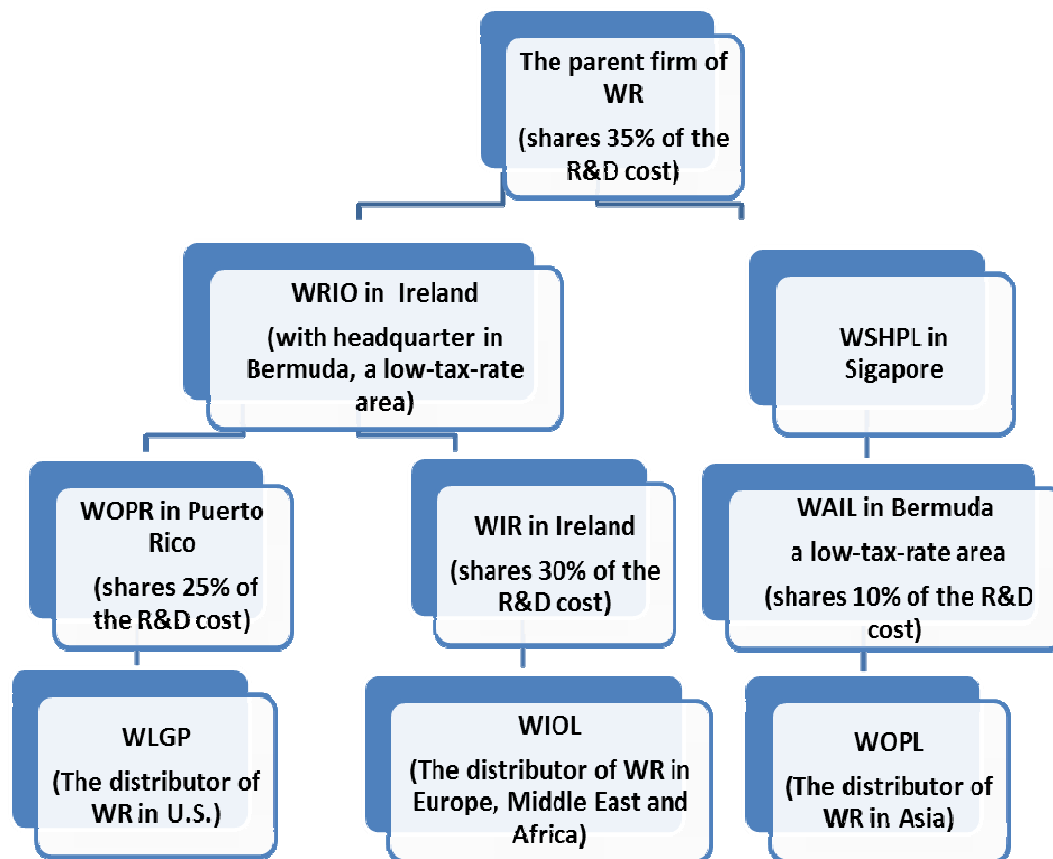 The parent firm of
WR
(shares 35% of the
R&D cost)
WRIO in Ireland
(with headquarter in
Bermuda, a low-tax-rate
area)
WSHPL in
Sigapore
WOPR in Puerto
Rico
(shares 25% of
the R&D cost)
WIR in Ireland
(shares 30% of the
R&D cost)
WAIL in Bermuda
a low-tax-rate area
(shares 10% of the R&D
cost)
WLGP
(The distributor of
WR in U.S.)
WIOL
(The distributor of WR in
Europe, Middle East and
Africa)
WOPL
(The distributor of
WR in Asia)